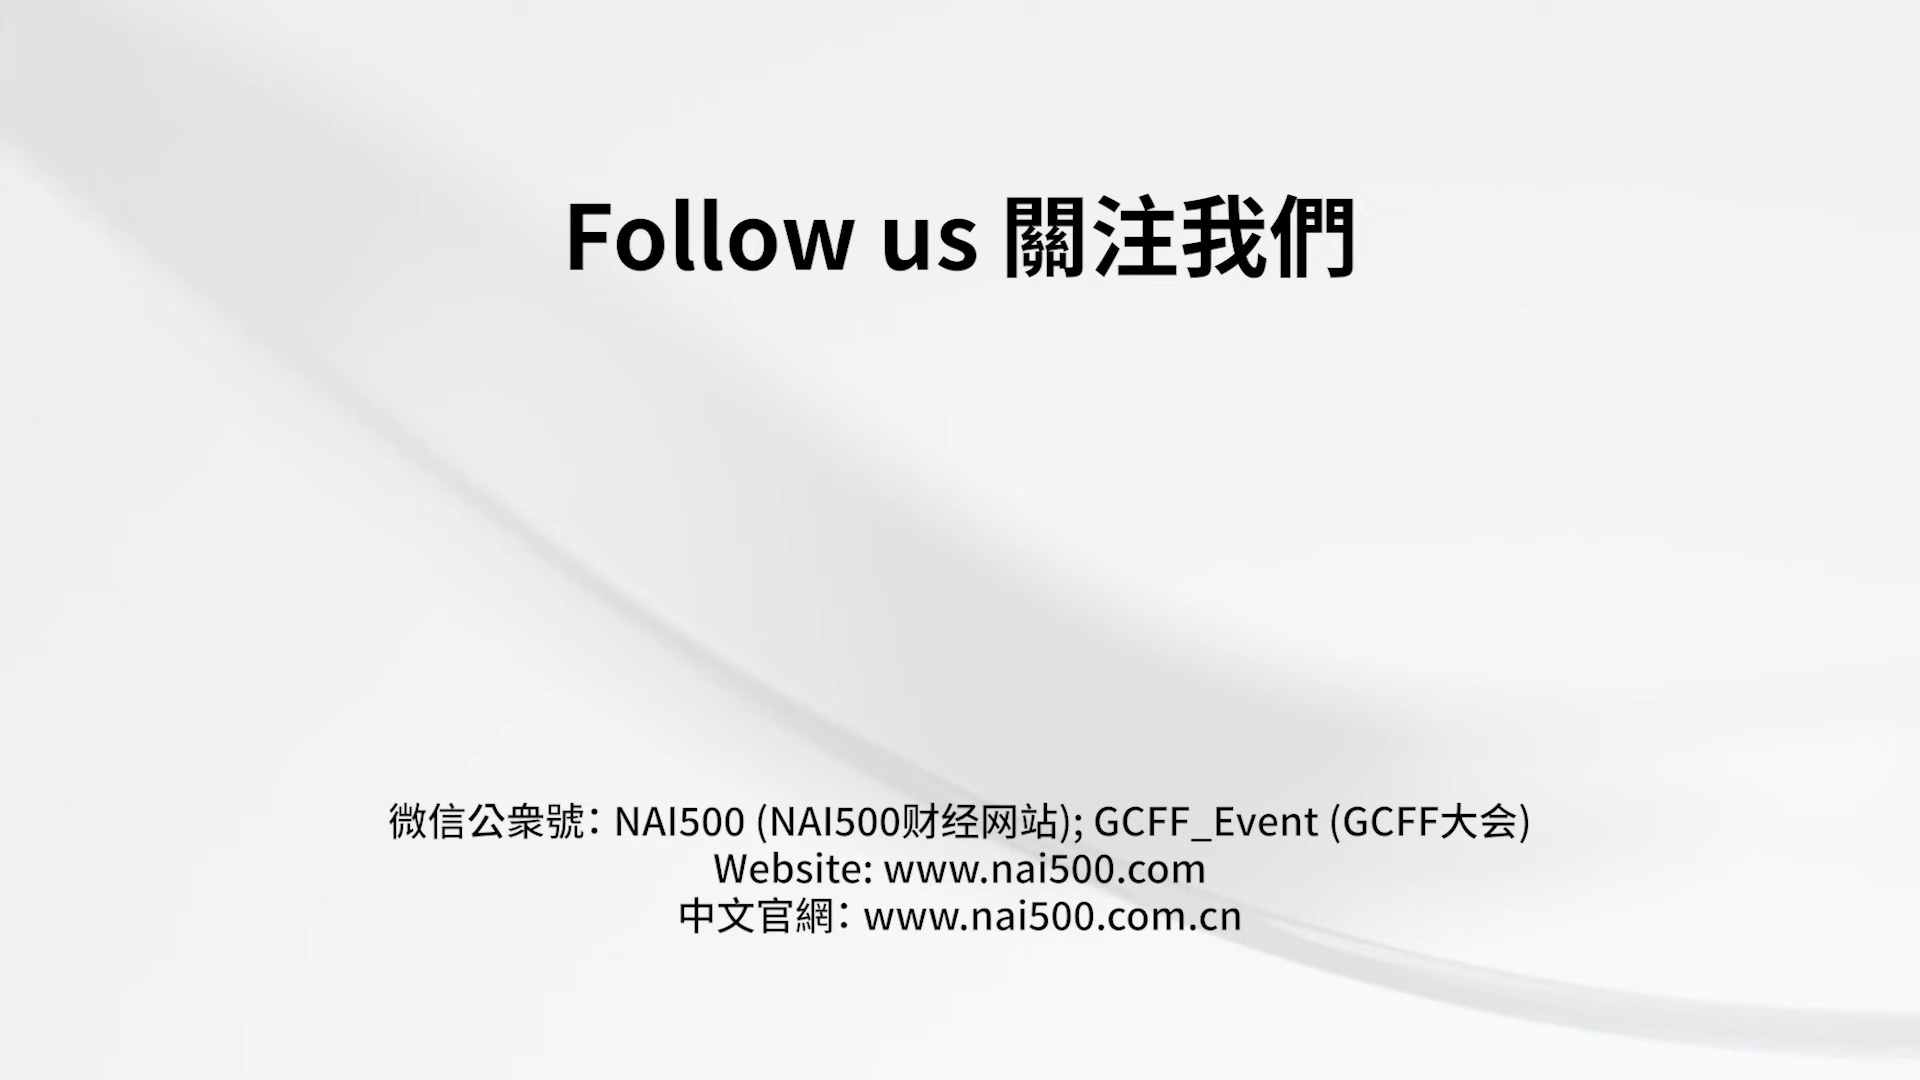 Follow us 關注我們
微信公衆號：NAI500 (NAI500财经网站); GCFF_Event (GCFF大会)
Website: www.nai500.com
中文官網：www.nai500.com.cn